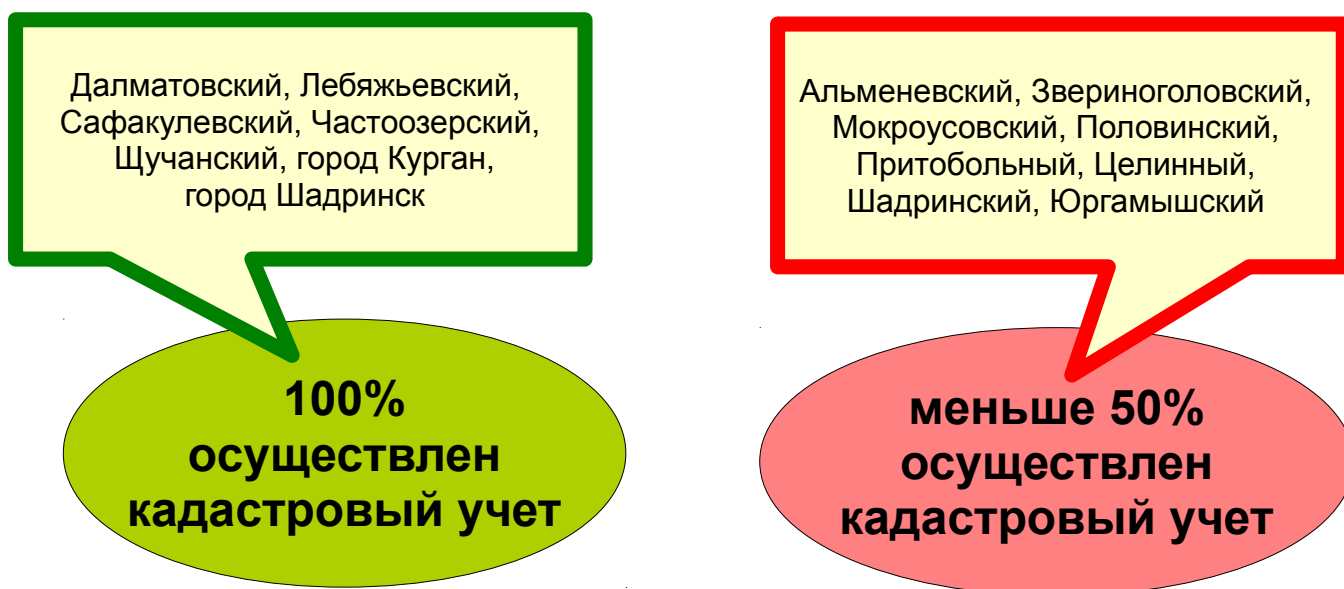 Далматовский, Лебяжьевский,
Сафакулевский, Частоозерский,
Щучанский, город Курган,
город Шадринск
100%
осуществлен
кадастровый учет
Альменевский, Звериноголовский,
Мокроусовский, Половинский,
Притобольный, Целинный,
Шадринский, Юргамышский
меньше 50%
осуществлен
кадастровый учет